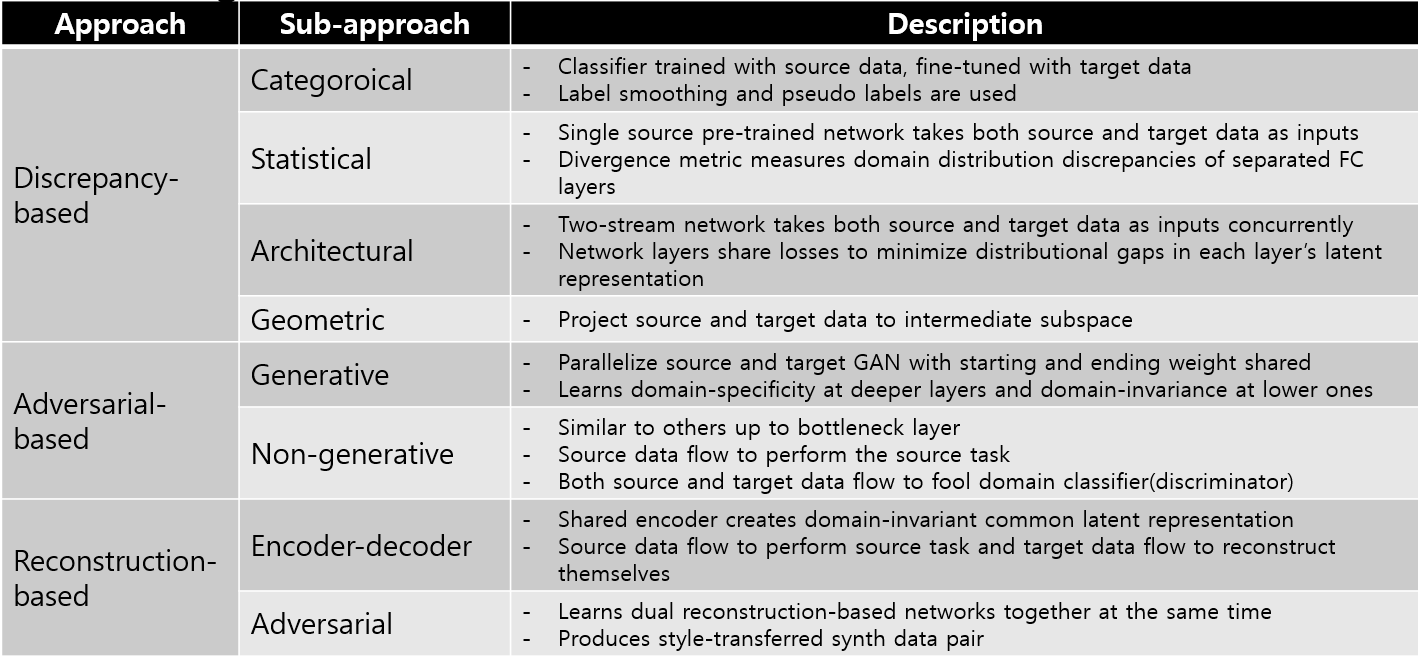 Approach
Sub-approach
Description
Discrepancy-
based
Categoroical
- Classifier trained with source data, fine-tuned with target data
- Label smoothing and pseudo labels are used
Statistical
- Single source pre-trained network takes both source and target data as inputs
- Divergence metric measures domain distribution discrepancies of separated FC
layers
Architectural
- Two-stream network takes both source and target data as inputs concurrently
- Network layers share losses to minimize distributional gaps in each layer’s latent
representation
Geometric
- Project source and target data to intermediate subspace
Adversarial-
based
Generative
- Parallelize source and target GAN with starting and ending weight shared
- Learns domain-specificity at deeper layers and domain-invariance at lower ones
Non-generative
- Similar to others up to bottleneck layer
- Source data flow to perform the source task
- Both source and target data flow to fool domain classifier(discriminator)
Reconstruction-
based
Encoder-decoder
- Shared encoder creates domain-invariant common latent representation
- Source data flow to perform source task and target data flow to reconstruct
themselves
Adversarial
- Learns dual reconstruction-based networks together at the same time
- Produces style-transferred synth data pair